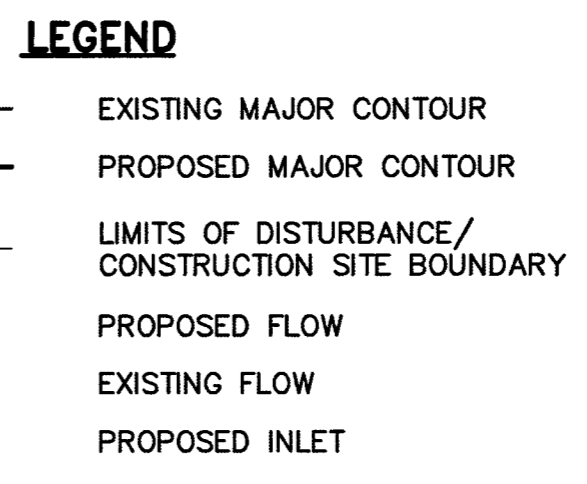 LEGEND
EXISTING MAJOR CONTOUR
PROPOSED MAJOR CONTOUR
LIMITS OF DISTURBANCE/
CONSTRUCTION SITE BOUNDARY
PROPOSED FLOW
EXISTING FLOW
PROPOSED INLET